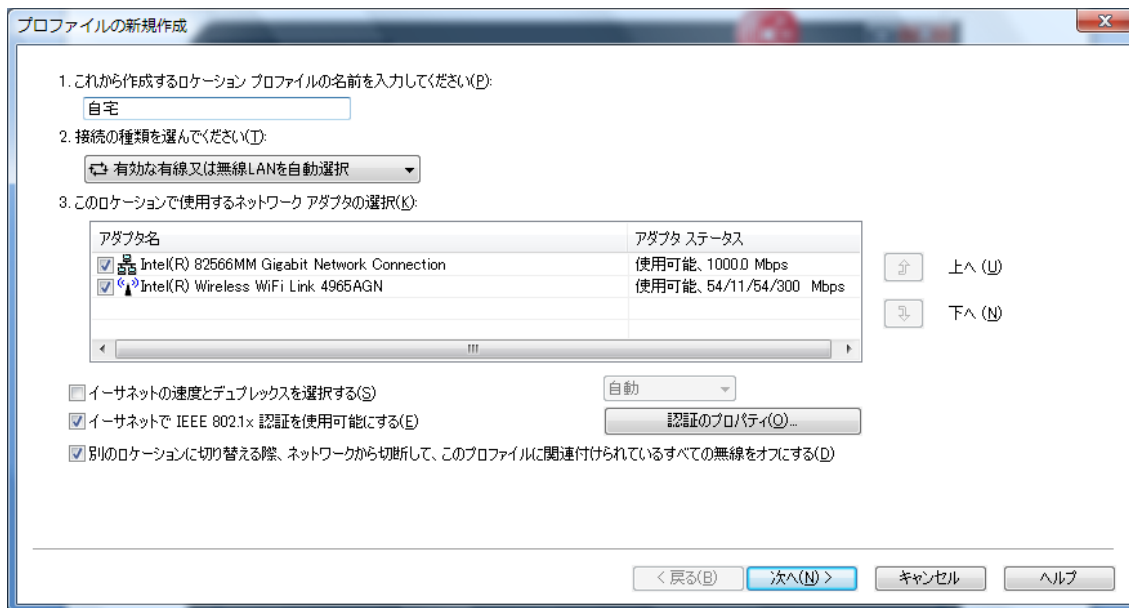 プロファイルの新規作成
1. これから作成するロケーション プロファイルの名前を入力してください(P):
自宅
2. 接続の種類を選んでください(T):
有効な有線又は無線LANを自動選択
3. このロケーションで使用するネットワーク アダプタの選択(K):
アダプタ名 アダプタ ステータス
Intel(R) 82566MM Gigabit Network Connection 使用可能、1000.0 Mbps
Intel(R) Wireless WiFi Link 4965AGN 使用可能、54/11/54/300 Mbps
上へ (U)
下へ (N)
イーサネットの速度とデュプレックスを選択する(S) 自動
イーサネットで IEEE 802.1x 認証を使用可能にする(E) 認証のプロパティ(O)...
別のロケーションに切り替える際、ネットワークから切断して、このプロファイルに関連付けられているすべての無線をオフにする(D)
< 戻る(B) 次へ(N) > キャンセル ヘルプ